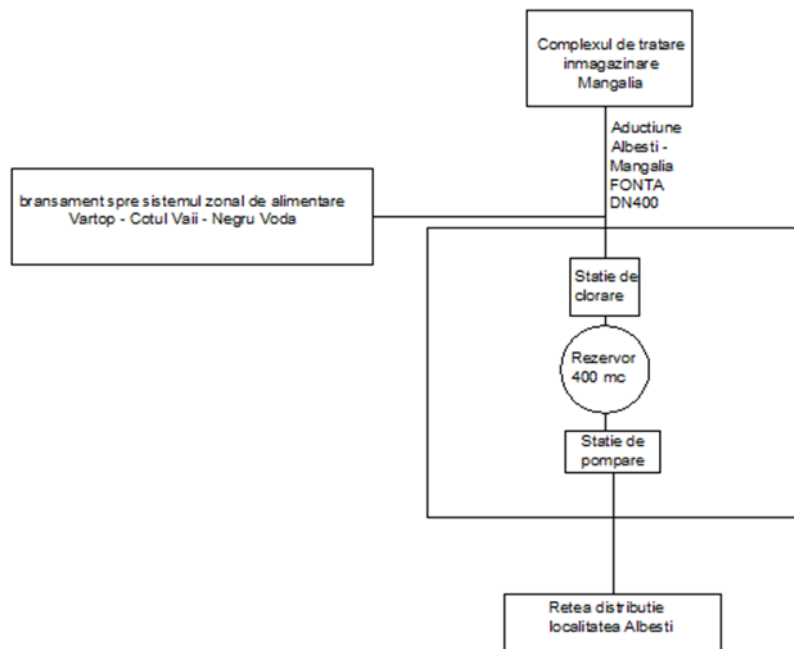 Complexul de tratare
inmagazinare
Mangalia
Aductiune
Albesti -
Mangalia
FONTA
DN400
bransament spre sistemul zonal de alimentare
Vartop - Cotul Vaii - Negru Voda
Statie de
clorare
Rezervor
400 mc
Statie de
pompare
Retea distributie
localitatea Albesti